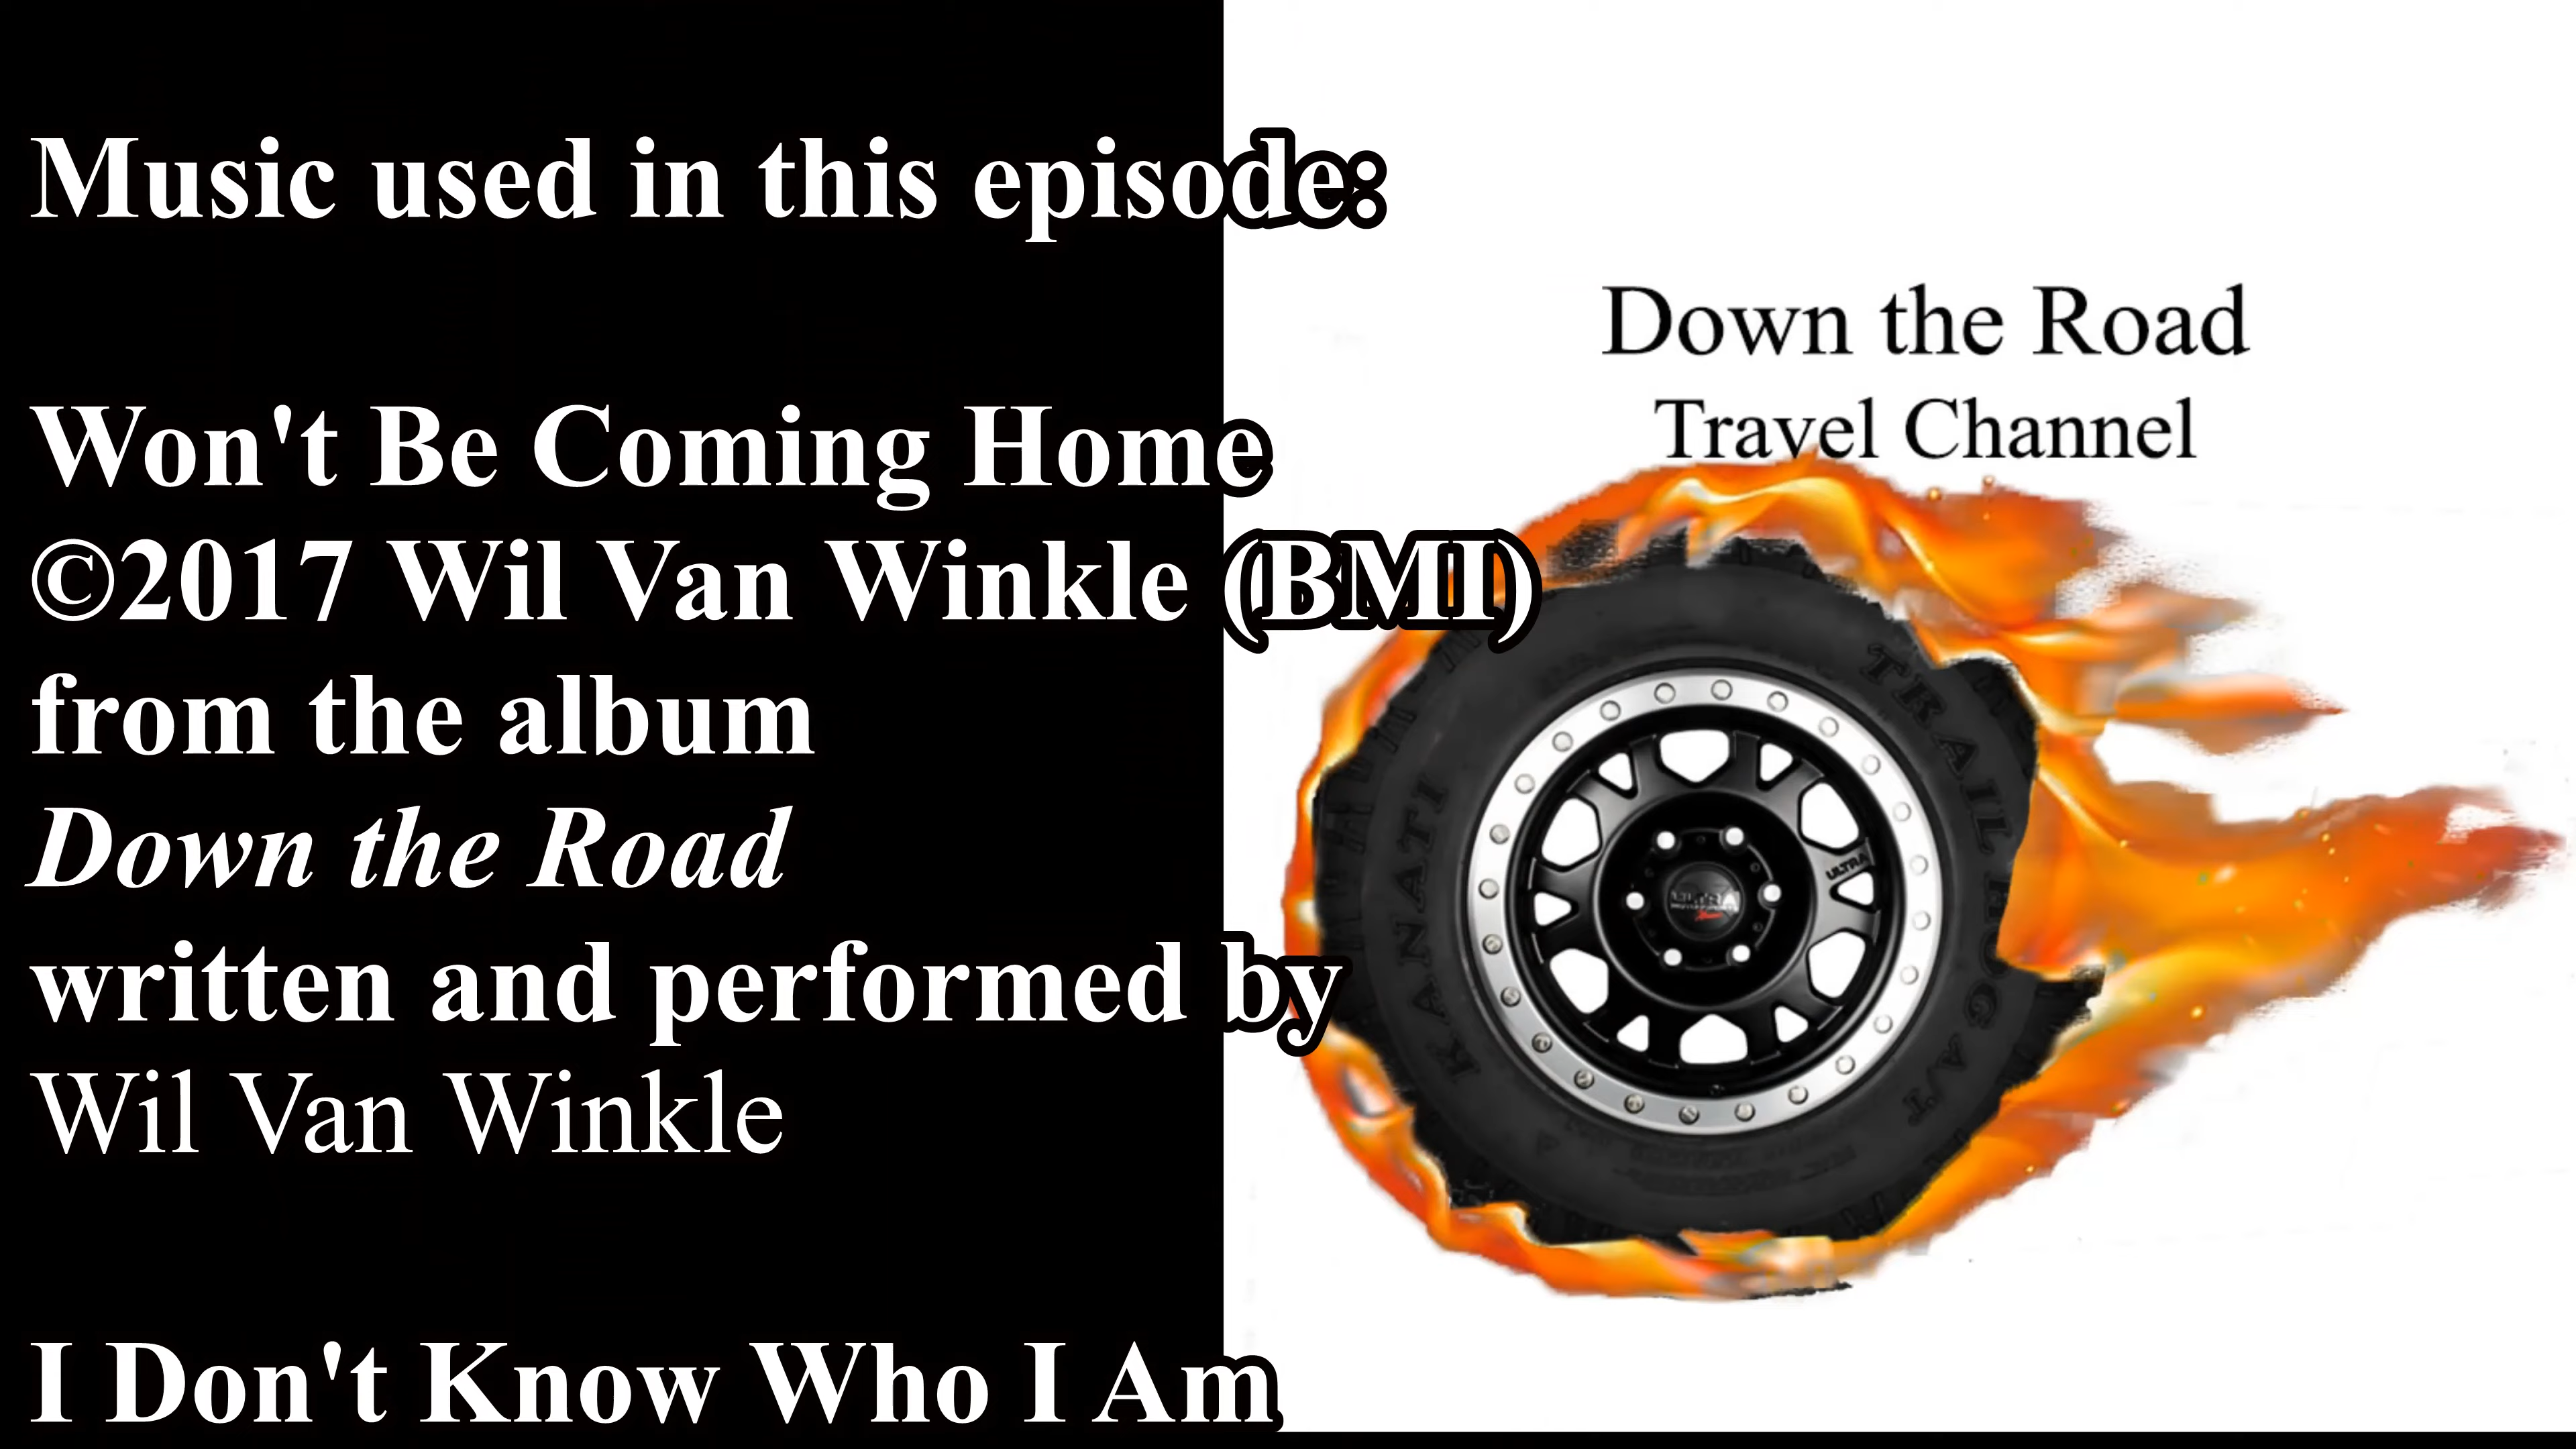 Music used in this episode:
Won't Be Coming Home
©2017 Wil Van Winkle (BMI)
from the album
Down the Road
written and performed by
Wil Van Winkle
I Don't Know Who I Am
Down the Road
Travel Channel
TRAIL HOG A/T
KANATI
ULTRA
ULTRA